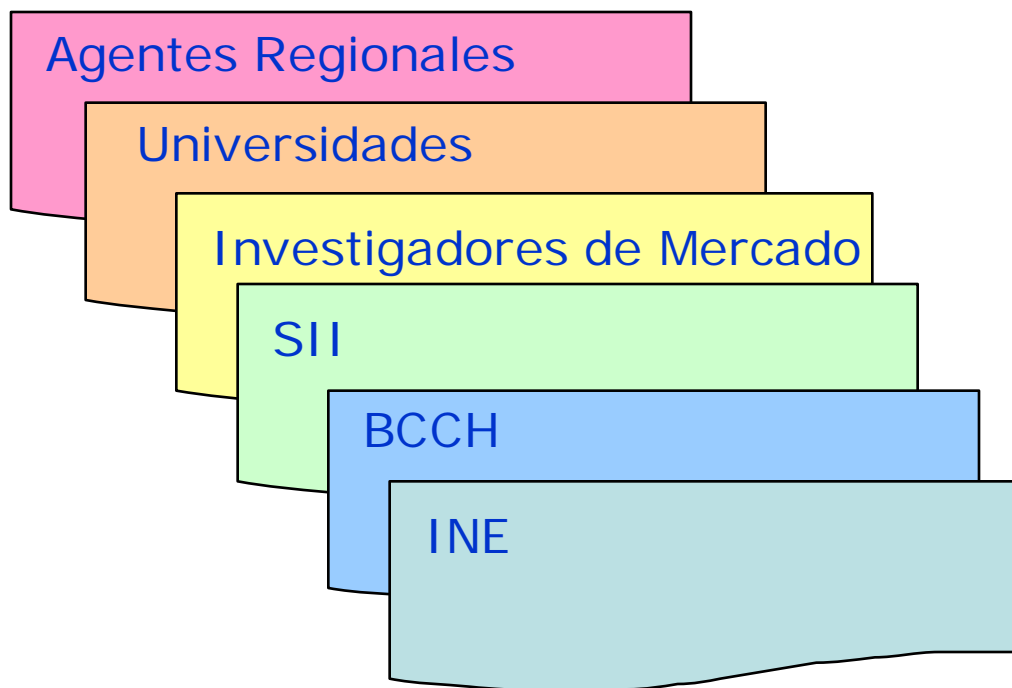 Agentes Regionales
Universidades
Investigadores de Mercado
SII
BCCH
INE